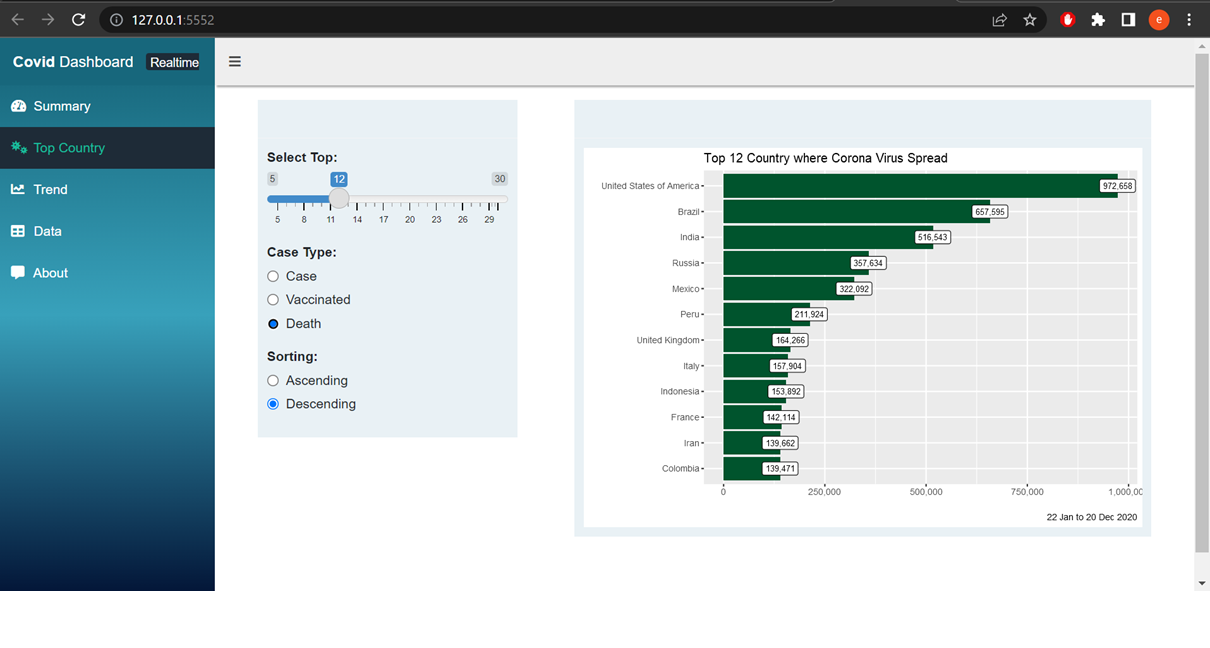 127.0.0.1:5552
e
Covid Dashboard Realtime
Summary
Top Country
Trend
Data
About
Select Top:
5 12 30
5 8 11 14 17 20 23 26 29
Case Type:
Case
Vaccinated
Death
Sorting:
Ascending
Descending
Top 12 Country where Corona Virus Spread
United States of America 972,658
Brazil 657,595
India 516,543
Russia 357,634
Mexico 322,092
Peru 211,924
United Kingdom 164,266
Italy 157,904
Indonesia 153,892
France 142,114
Iran 139,662
Colombia 139,471
0 250,000 500,000 750,000 1,000,00
22 Jan to 20 Dec 2020